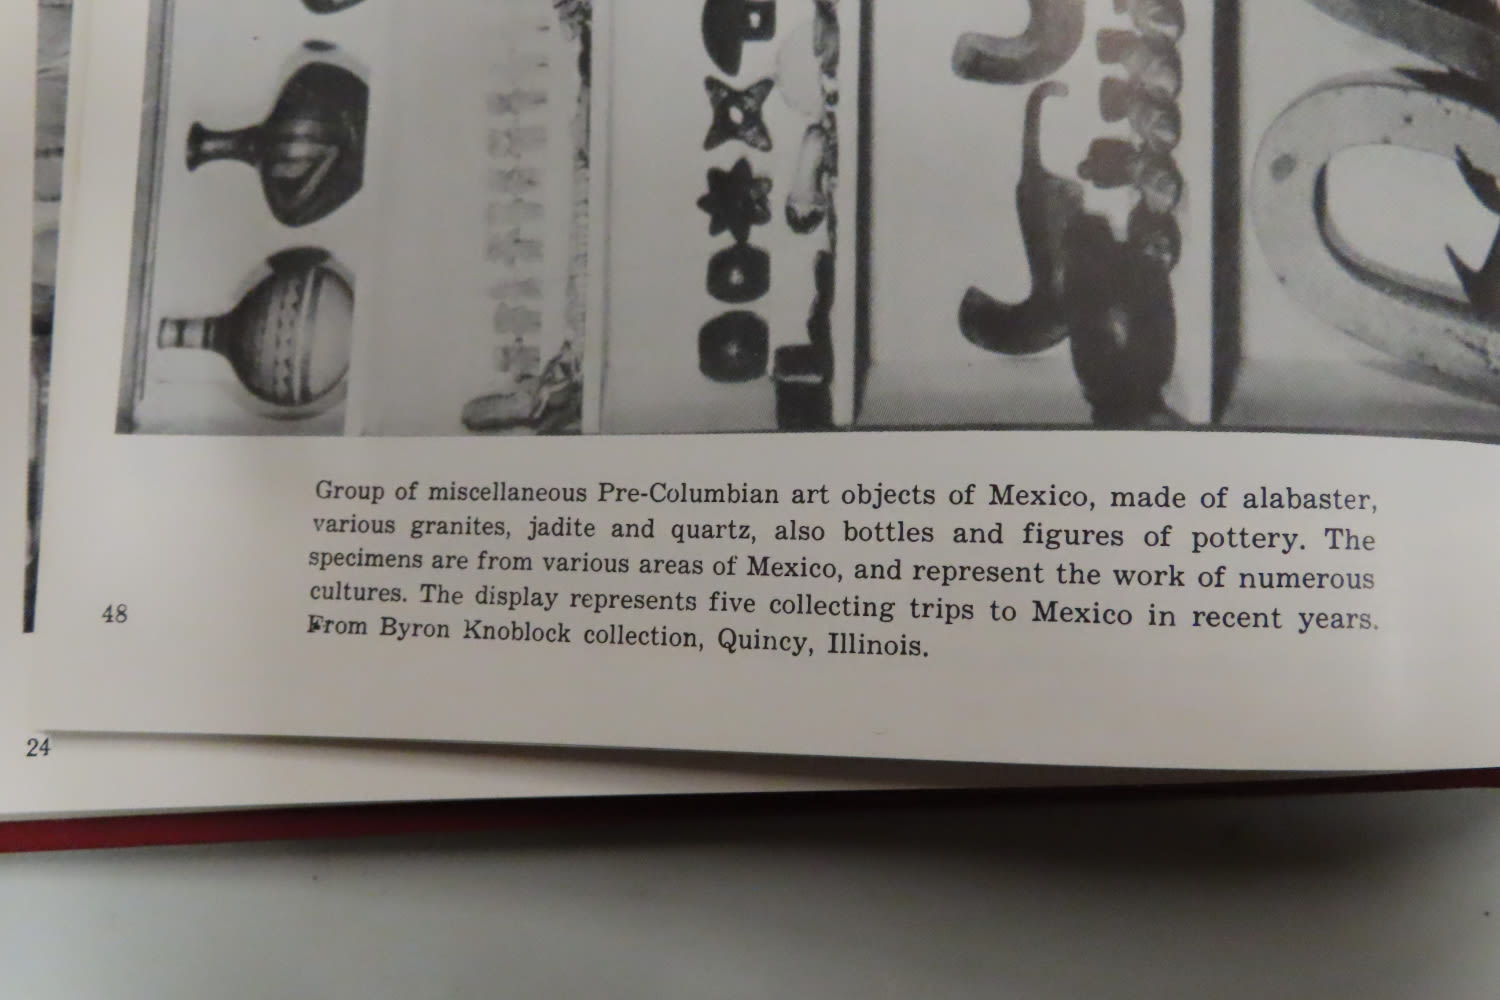 Group of miscellaneous Pre-Columbian art objects of Mexico, made of alabaster,
various granites, jadite and quartz, also bottles and figures of pottery. The
specimens are from various areas of Mexico, and represent the work of numerous
cultures. The display represents five collecting trips to Mexico in recent years.
From Byron Knoblock collection, Quincy, Illinois.
48
24